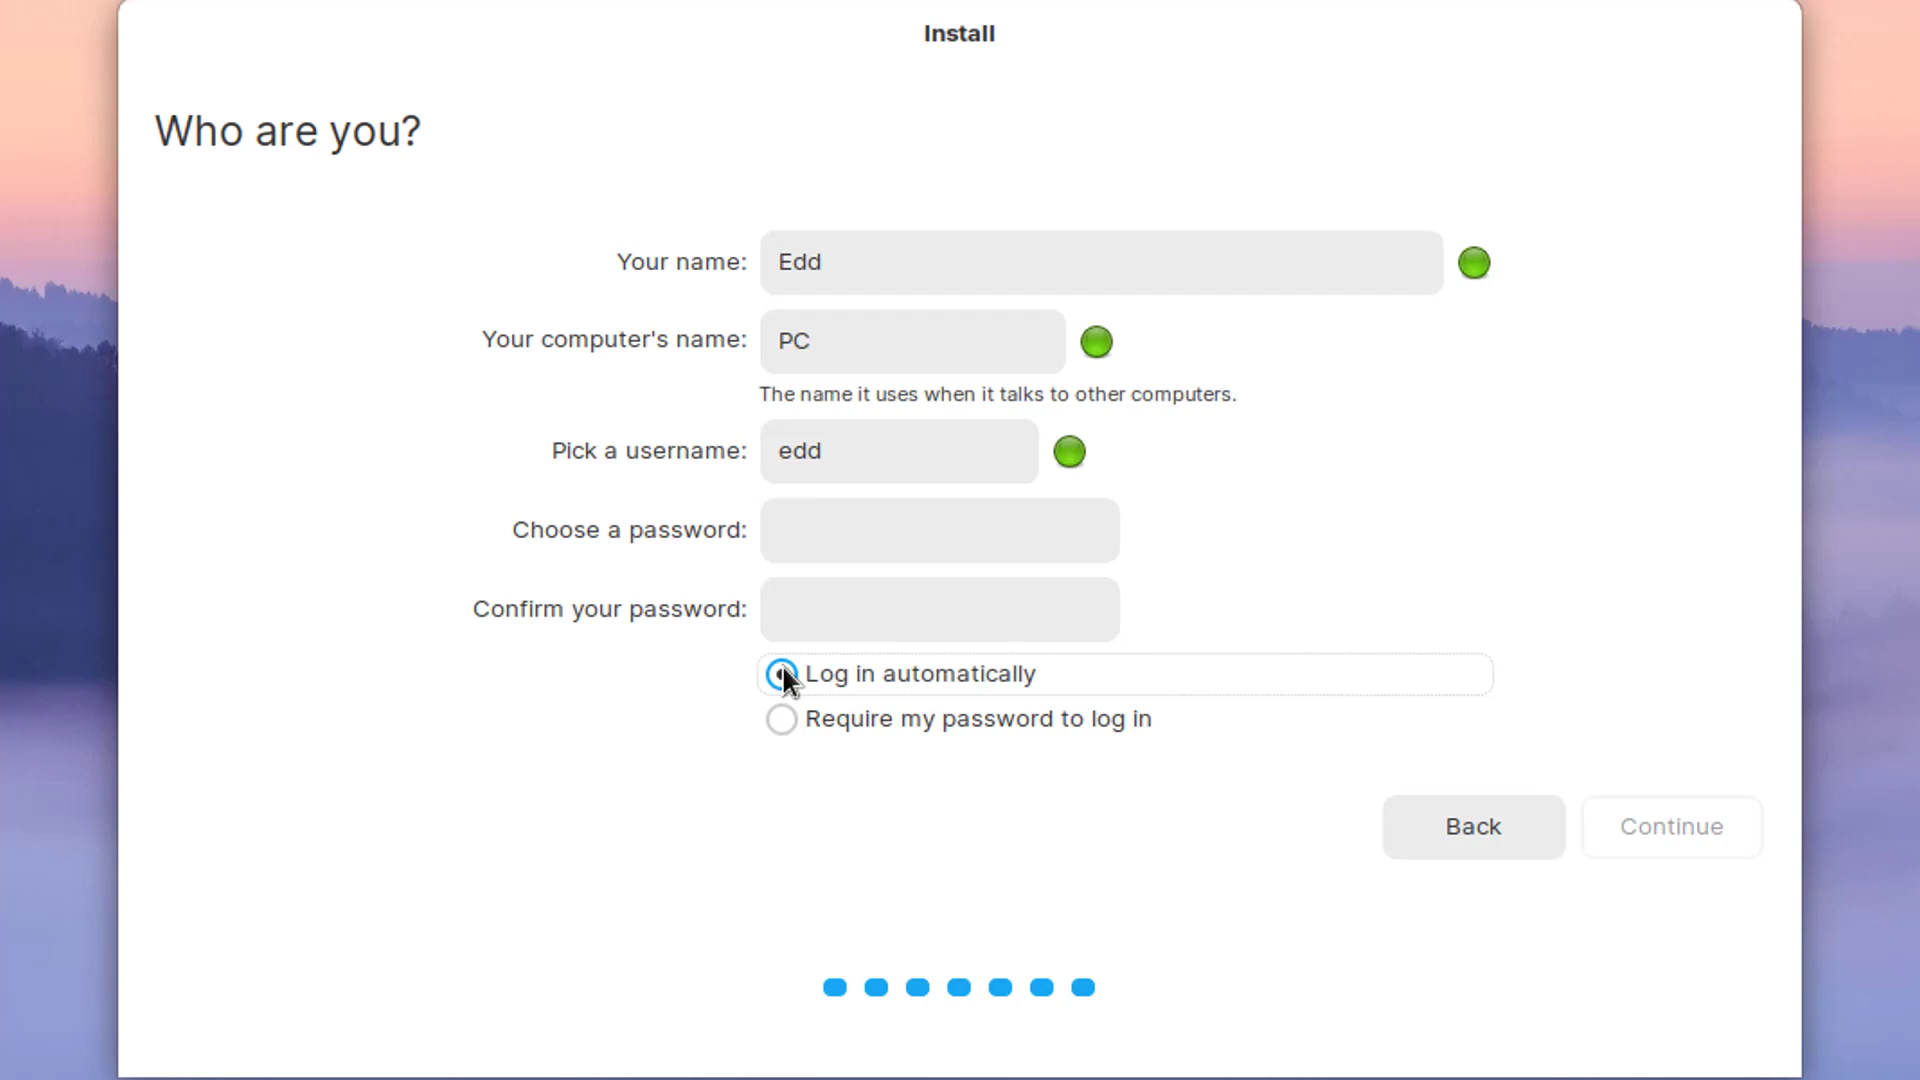 Install
Who are you?
Your name: Edd
Your computer's name: PC
The name it uses when it talks to other computers.
Pick a username: edd
Choose a password:
Confirm your password:
Log in automatically
Require my password to log in
Back Continue